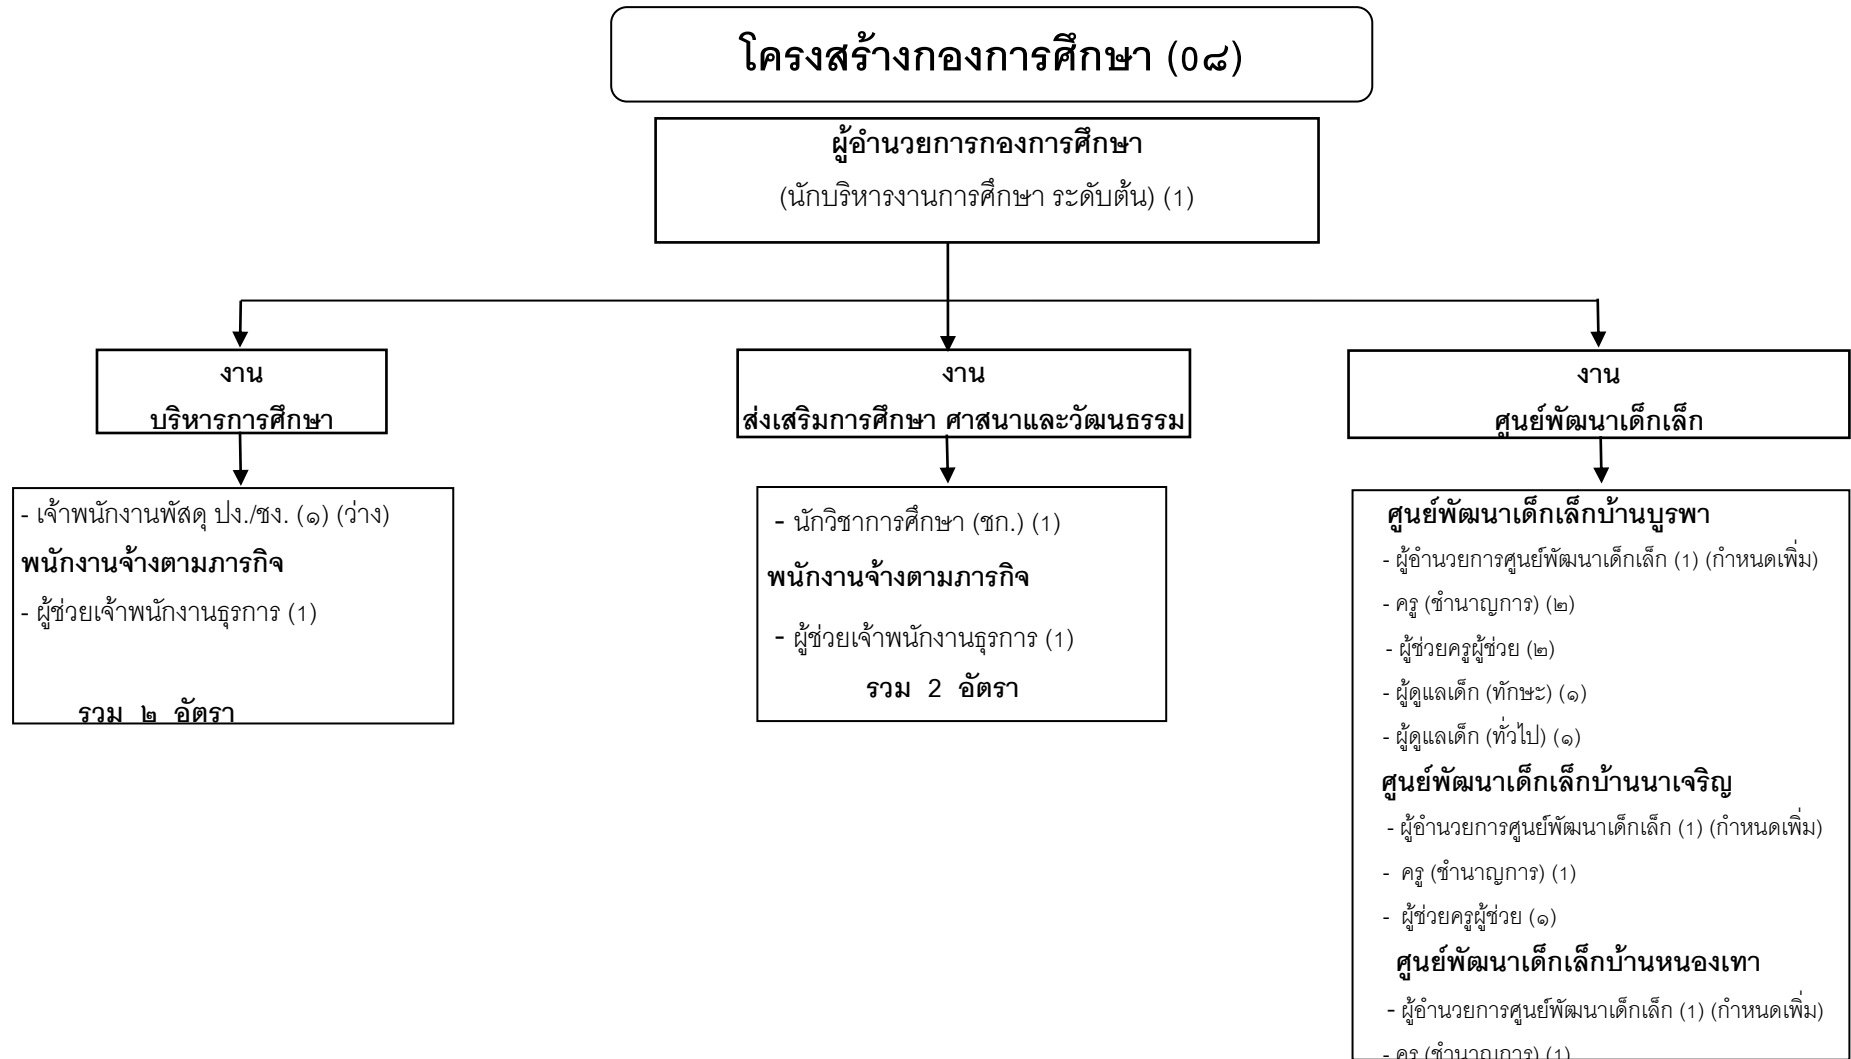 โครงสร้างกองการศึกษา (0๘)
ผู้อำนวยการกองการศึกษา
(นักบริหารงานการศึกษา ระดับต้น) (1)
งาน
บริหารการศึกษา
- เจ้าพนักงานพัสดุ ปง./ชง. (๑) (ว่าง)
พนักงานจ้างตามภารกิจ
- ผู้ช่วยเจ้าพนักงานธุรการ (1)
รวม ๒ อัตรา
งาน
ส่งเสริมการศึกษา ศาสนาและวัฒนธรรม
- นักวิชาการศึกษา (ชก.) (1)
พนักงานจ้างตามภารกิจ
- ผู้ช่วยเจ้าพนักงานธุรการ (1)
รวม 2 อัตรา
งาน
ศูนย์พัฒนาเด็กเล็ก
ศูนย์พัฒนาเด็กเล็กบ้านบูรพา
- ผู้อำนวยการศูนย์พัฒนาเด็กเล็ก (1) (กำหนดเพิ่ม)
- ครู (ชำนาญการ) (๒)
- ผู้ช่วยครูผู้ช่วย (๒)
- ผู้ดูแลเด็ก (ทักษะ) (๑)
- ผู้ดูแลเด็ก (ทั่วไป) (๑)
ศูนย์พัฒนาเด็กเล็กบ้านนาเจริญ
- ผู้อำนวยการศูนย์พัฒนาเด็กเล็ก (1) (กำหนดเพิ่ม)
- ครู (ชำนาญการ) (1)
- ผู้ช่วยครูผู้ช่วย (๑)
ศูนย์พัฒนาเด็กเล็กบ้านหนองเทา
- ผู้อำนวยการศูนย์พัฒนาเด็กเล็ก (1) (กำหนดเพิ่ม)
- ครู (ชำนาญการ) (1)